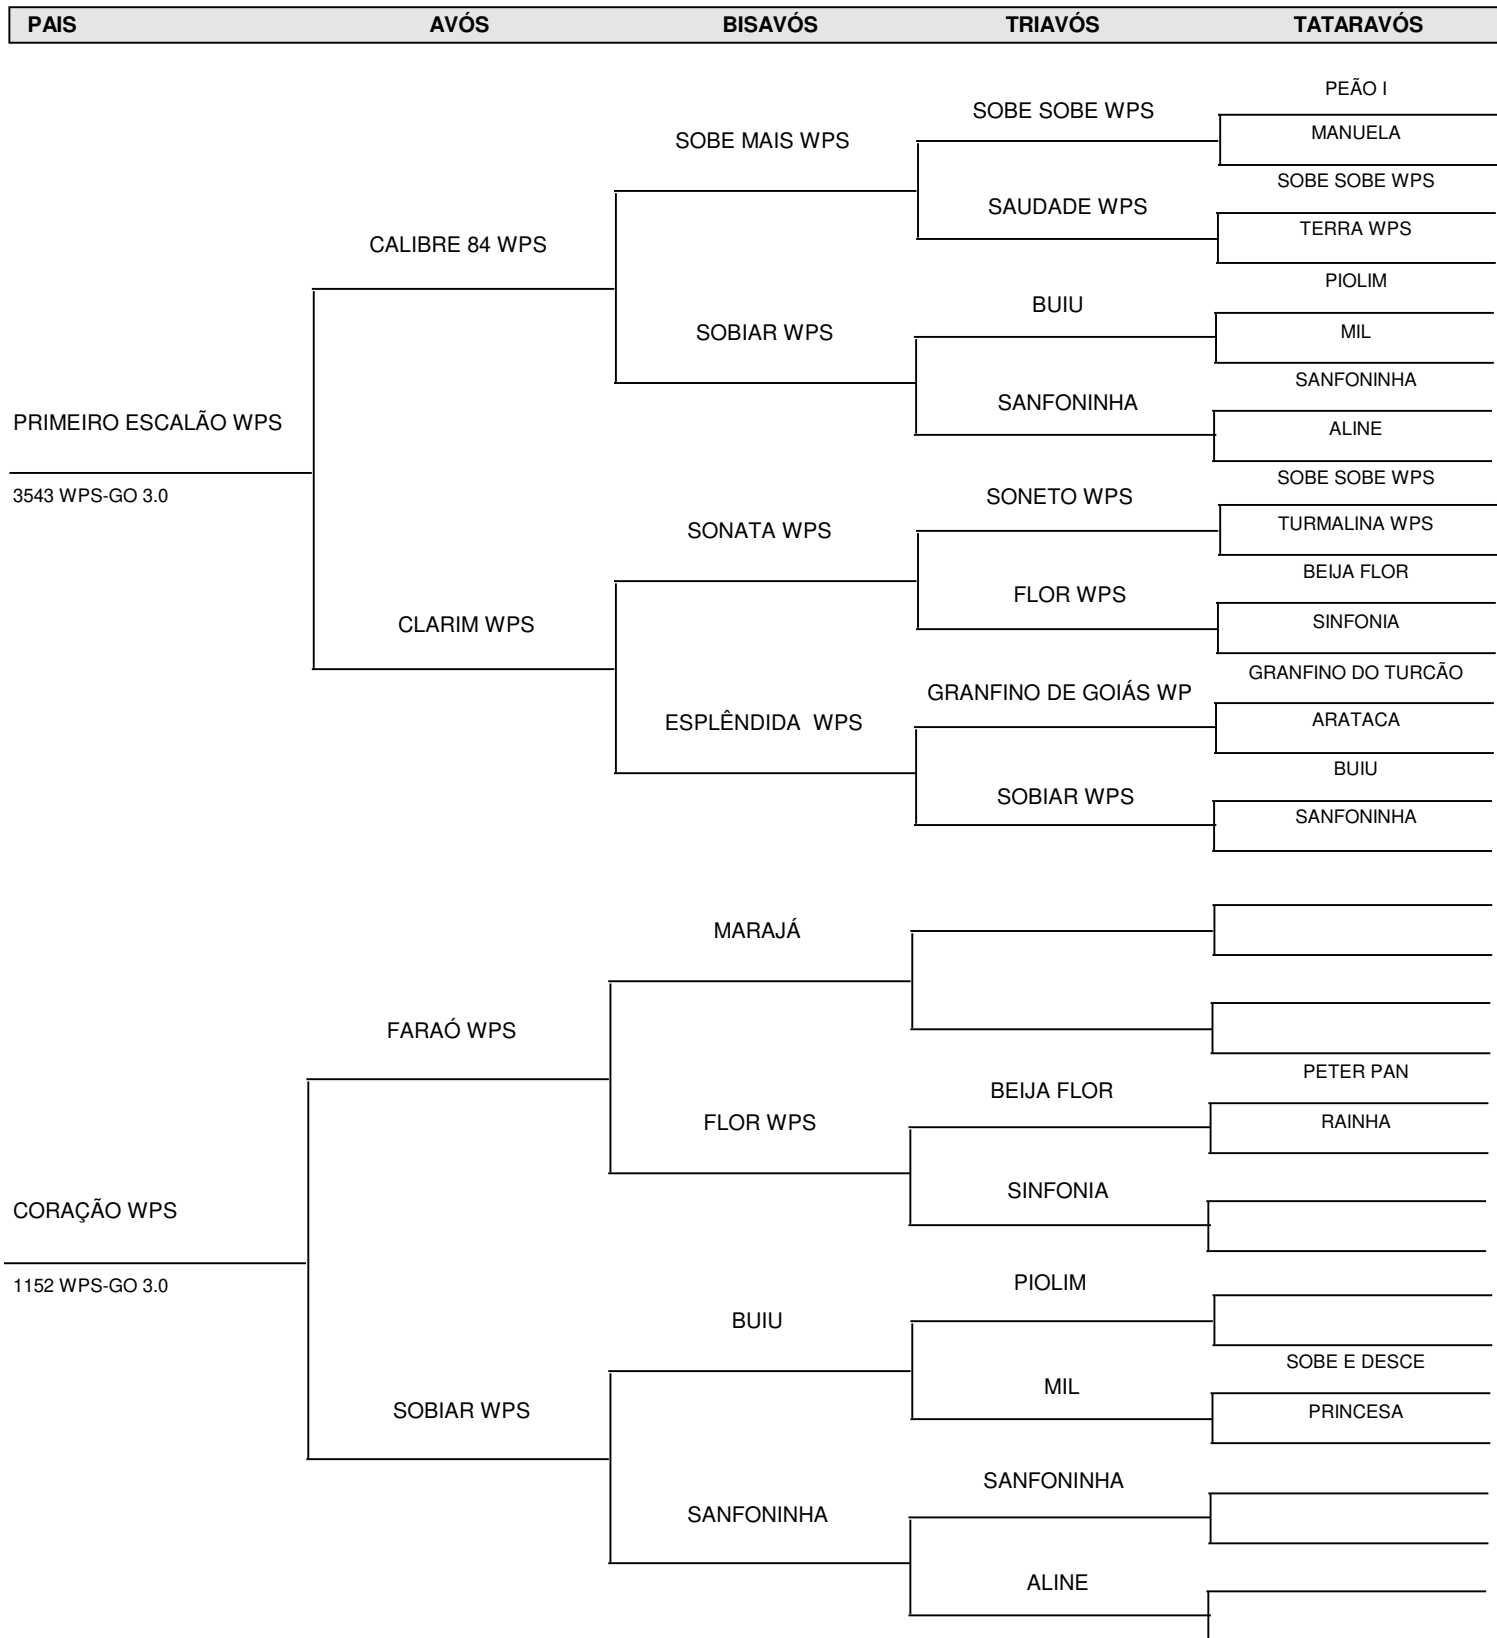 PAIS AVÓS BISAVÓS TRIAVÓS TATARAVÓS
PEÃO I
SOBE SOBE WPS
MANUELA
SOBE MAIS WPS
SOBE SOBE WPS
SAUDADE WPS
TERRA WPS
CALIBRE 84 WPS
PIOLIM
BUIU
SOBIAR WPS
MIL
SANFONINHA
SANFONINHA
PRIMEIRO ESCALÃO WPS
ALINE
SOBE SOBE WPS
3543 WPS-GO 3.0
SONETO WPS
TURMALINA WPS
SONATA WPS
BEIJA FLOR
FLOR WPS
SINFONIA
CLARIM WPS
GRANFINO DO TURCÃO
GRANFINO DE GOIÁS WP
ARATACA
ESPLÊNDIDA WPS
BUIU
SOBIAR WPS
SANFONINHA
MARAJÁ
FARAÓ WPS
PETER PAN
BEIJA FLOR
RAINHA
FLOR WPS
SINFONIA
CORAÇÃO WPS
1152 WPS-GO 3.0
PIOLIM
BUIU
SOBE E DESCE
MIL
SOBIAR WPS
PRINCESA
SANFONINHA
SANFONINHA
ALINE